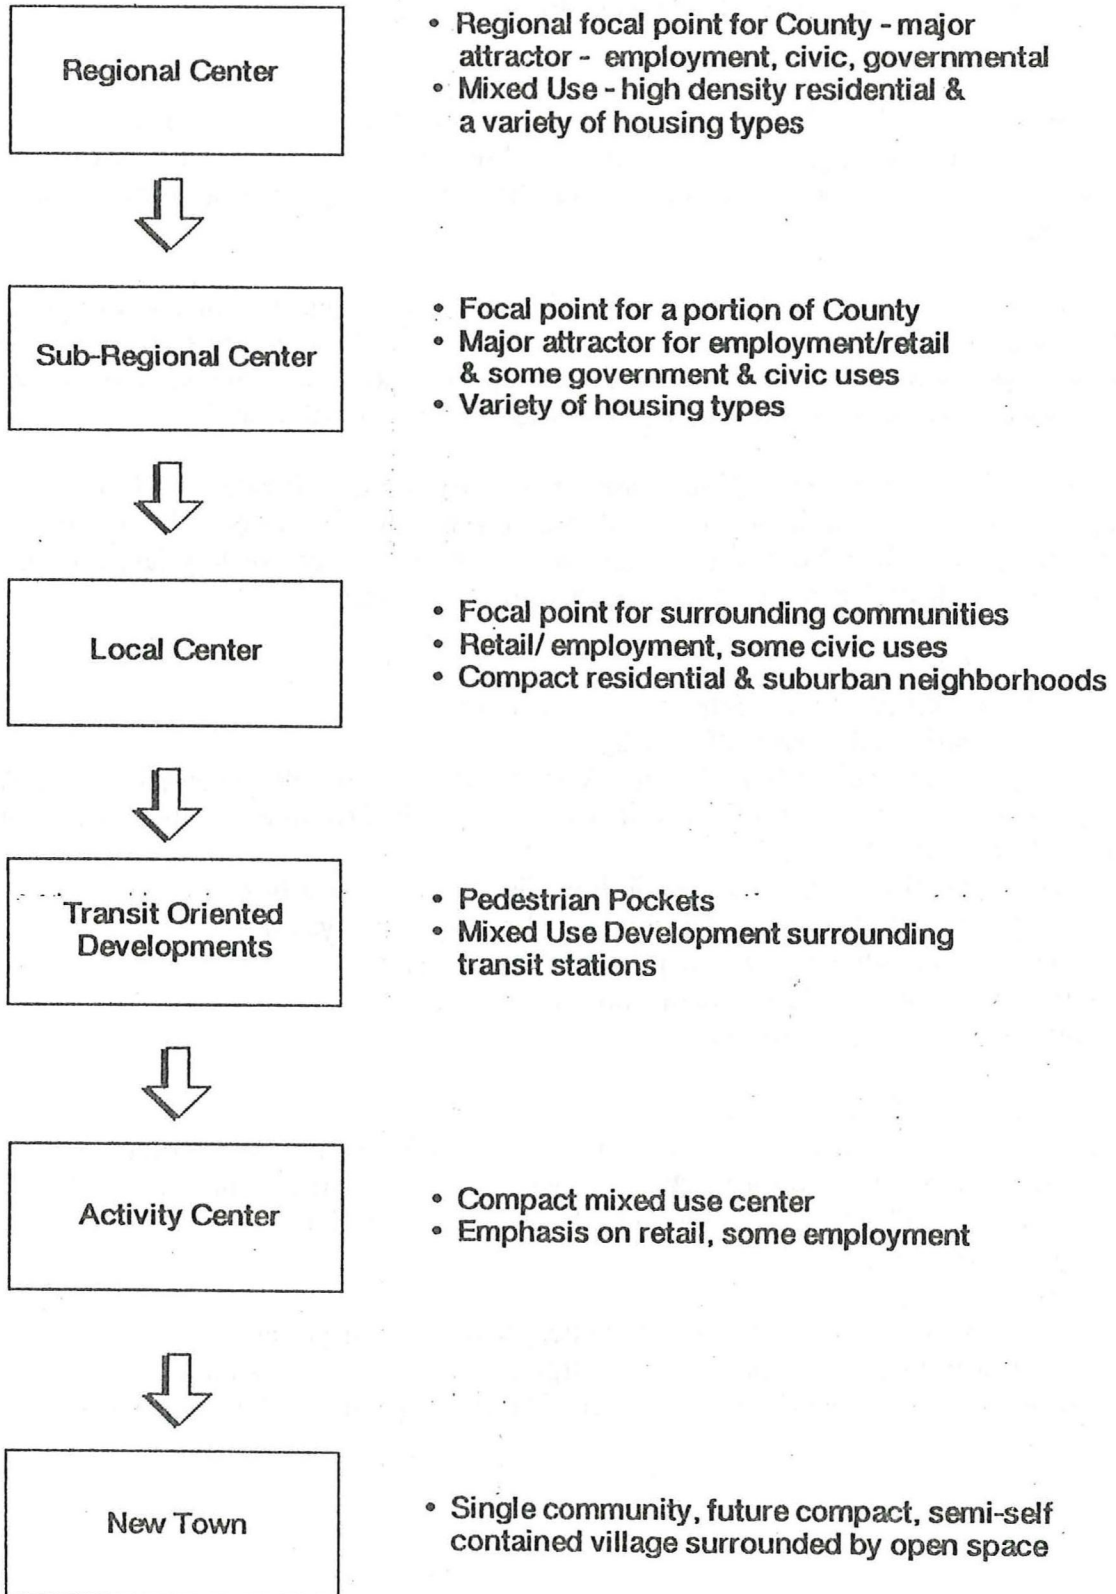 Regional Center
• Regional focal point for County - major
attractor - employment, civic, governmental
• Mixed Use - high density residential &
a variety of housing types
Sub-Regional Center
• Focal point for a portion of County
• Major attractor for employment/retail
& some government & civic uses
• Variety of housing types
Local Center
• Focal point for surrounding communities
• Retail/ employment, some civic uses
• Compact residential & suburban neighborhoods
Transit Oriented
Developments
• Pedestrian Pockets
• Mixed Use Development surrounding
transit stations
Activity Center
• Compact mixed use center
• Emphasis on retail, some employment
New Town
• Single community, future compact, semi-self
contained village surrounded by open space